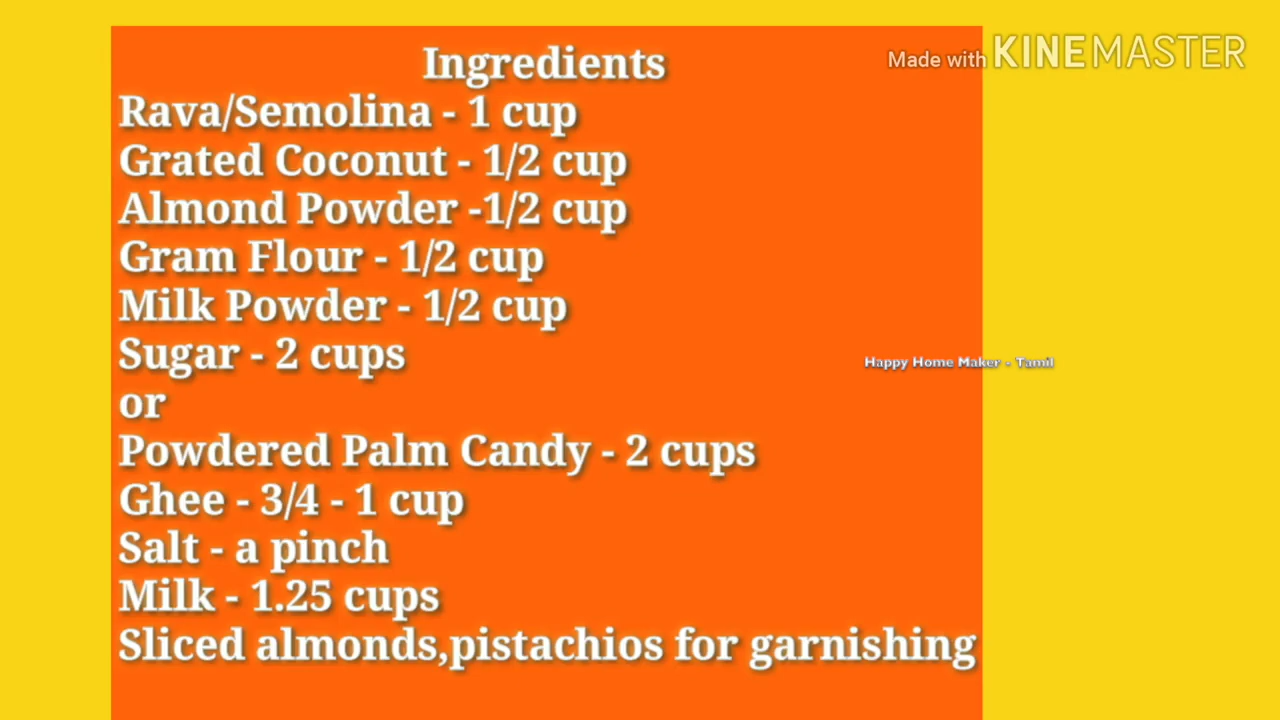 Ingredients
Made with KINEMASTER
Rava/Semolina - 1 cup
Grated Coconut - 1/2 cup
Almond Powder -1/2 cup
Gram Flour - 1/2 cup
Milk Powder - 1/2 cup
Sugar - 2 cups
Happy Home Maker - Tamil
or
Powdered Palm Candy - 2 cups
Ghee - 3/4 - 1 cup
Salt - a pinch
Milk - 1.25 cups
Sliced almonds,pistachios for garnishing